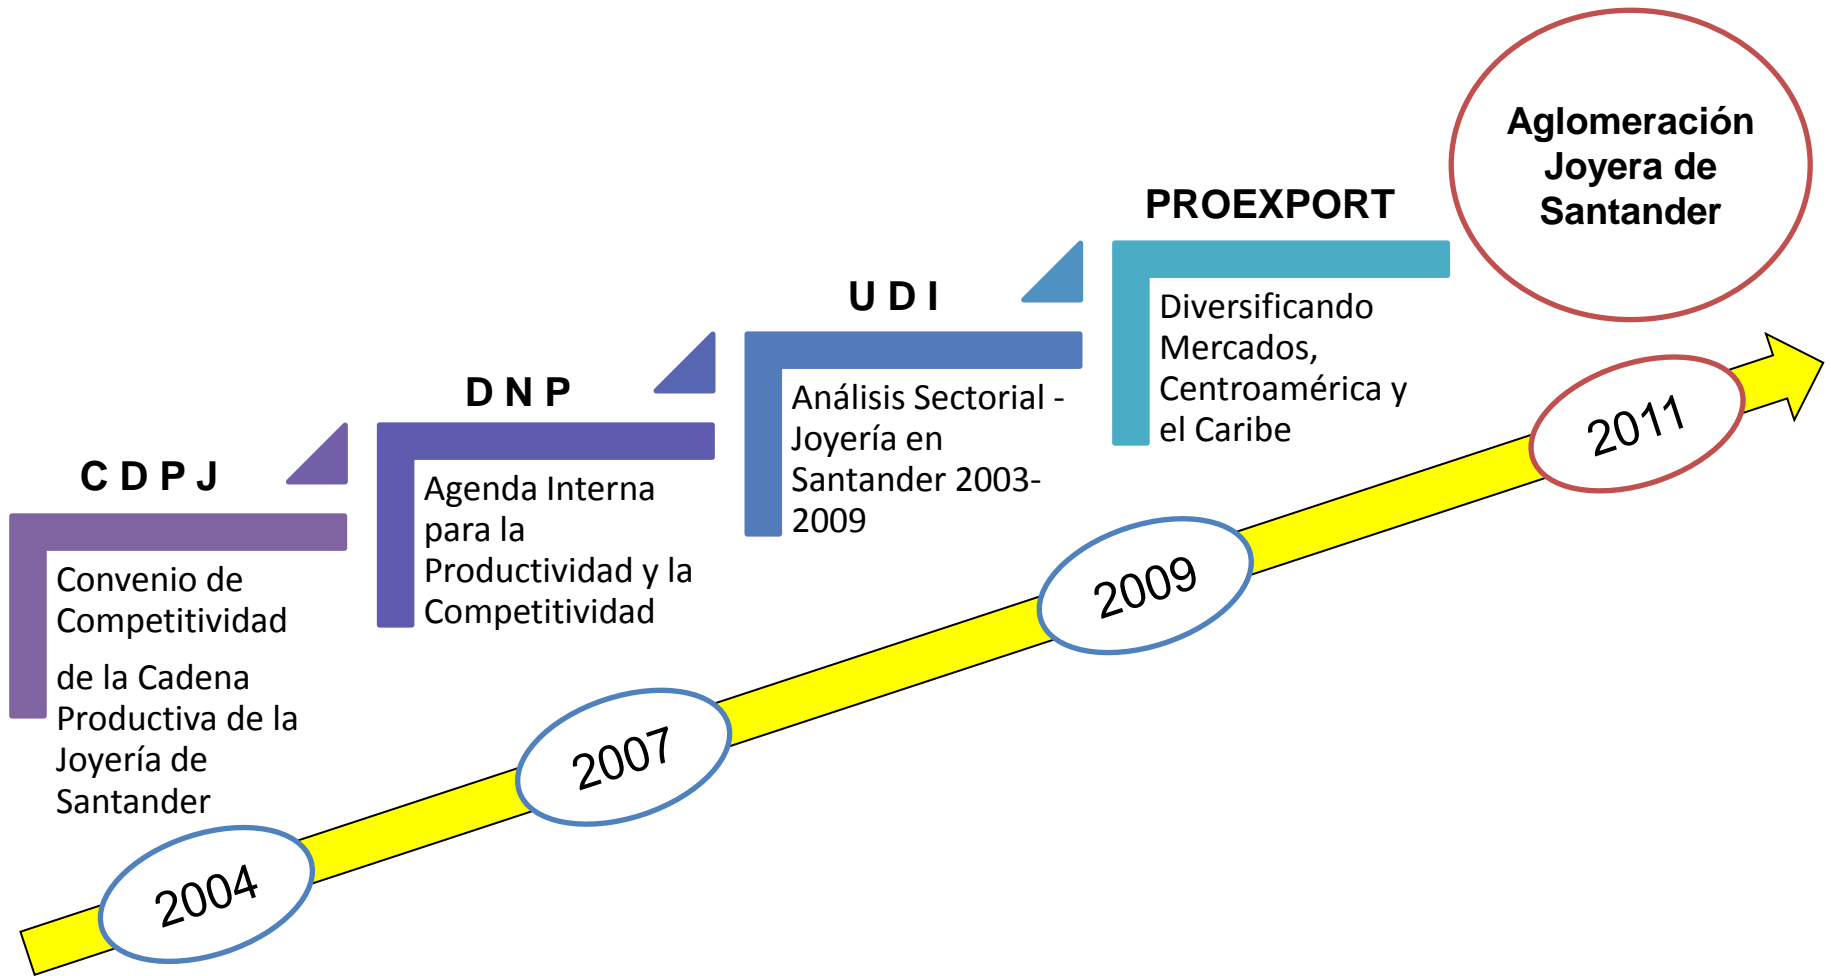 C D P J
Convenio de
Competitividad
de la Cadena
Productiva de la
Joyería de
Santander
D N P
Agenda Interna
para la
Productividad y la
Competitividad
U D I
Análisis Sectorial -
Joyería en
Santander 2003-
2009
PROEXPORT
Diversificando
Mercados,
Centroamérica y
el Caribe
Aglomeración
Joyera de
Santander
2004
2007
2009
2011